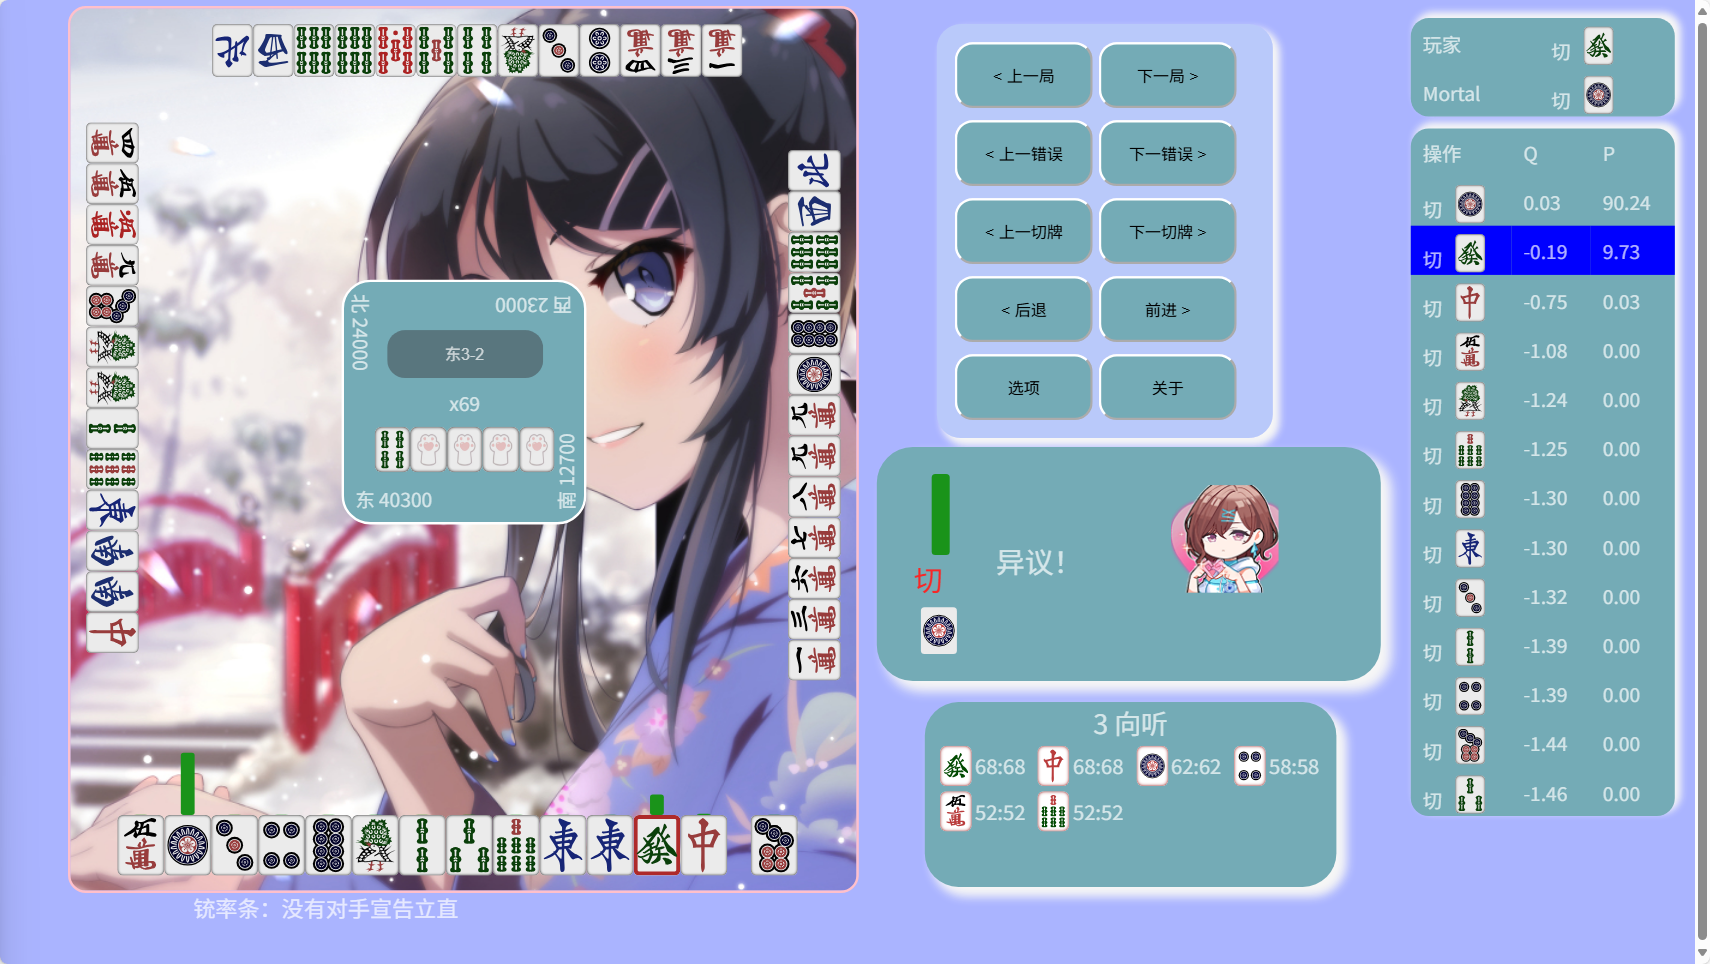 北 24000
西 23000
东3-2
x69
南 12700
东 40300
铳率条：没有对手宣告立直
< 上一局
下一局 >
< 上一错误
下一错误 >
< 上一切牌
下一切牌 >
< 后退
前进 >
选项
关于
切
异议！
3 向听
68:68 68:68 62:62 58:58
52:52 52:52
玩家 切
Mortal 切
操作 Q P
切 0.03 90.24
切 -0.19 9.73
切 -0.75 0.03
切 -1.08 0.00
切 -1.24 0.00
切 -1.25 0.00
切 -1.30 0.00
切 -1.30 0.00
切 -1.32 0.00
切 -1.39 0.00
切 -1.39 0.00
切 -1.44 0.00
切 -1.46 0.00